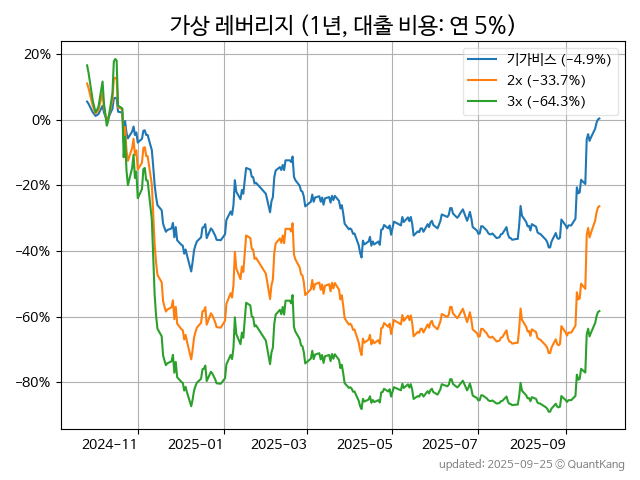 가상 레버리지 (1년, 대출 비용: 연 5%)
기가비스 (−4.9%)
2x (−33.7%)
3x (−64.3%)
20%
0%
−20%
−40%
−60%
−80%
2024-11
2025-01
2025-03
2025-05
2025-07
2025-09
updated: 2025-09-25 © QuantKang